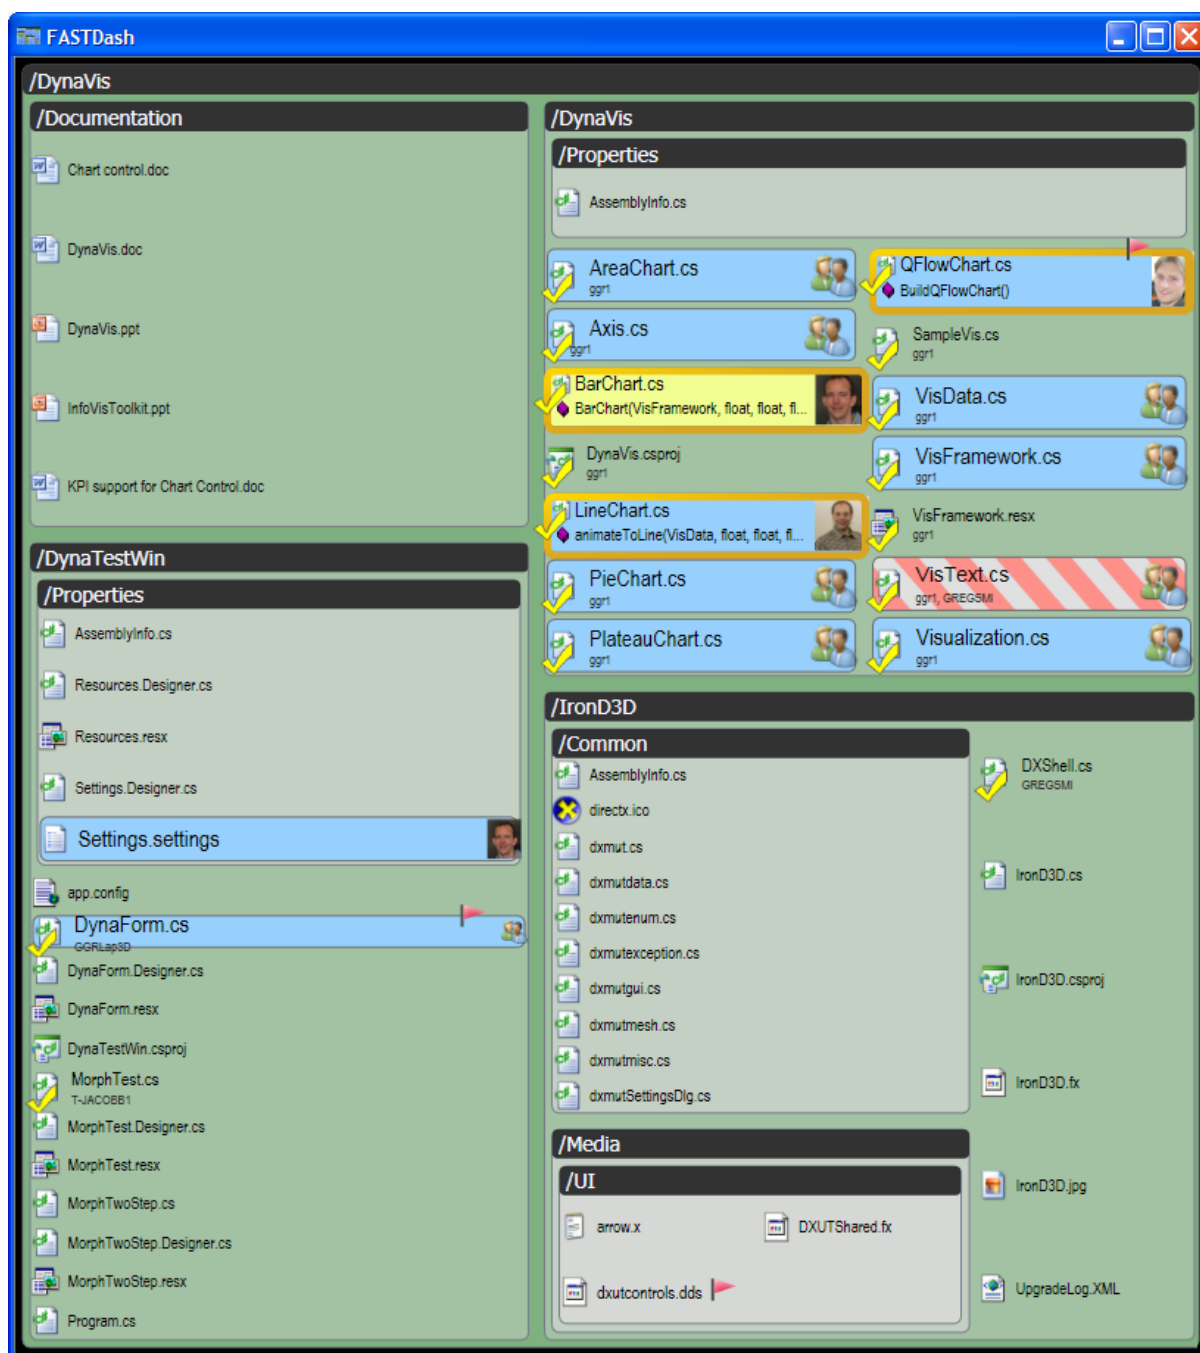 FASTDash
/DynaVis
/Documentation
Chart control.doc
DynaVis.doc
DynaVis.ppt
InfoVisToolkit.ppt
KPI support for Chart Control.doc
/DynaTestWin
/Properties
AssemblyInfo.cs
Resources.Designer.cs
Resources.resx
Settings.Designer.cs
Settings.settings
app.config
DynaForm.cs
GGRLap3D
DynaForm.Designer.cs
DynaForm.resx
DynaTestWin.csproj
MorphTest.cs
T-JACOBB1
MorphTest.Designer.cs
MorphTest.resx
MorphTwoStep.cs
MorphTwoStep.Designer.cs
MorphTwoStep.resx
Program.cs
/DynaVis
/Properties
AssemblyInfo.cs
AreaChart.cs
ggr1
Axis.cs
ggr1
BarChart.cs
BarChart(VisFramework, float, float, fl...
DynaVis.csproj
ggr1
LineChart.cs
animateToLine(VisData, float, float, fl...
PieChart.cs
ggr1
PlateauChart.cs
ggr1
QFlowChart.cs
BuildQFlowChart()
SampleVis.cs
ggr1
VisData.cs
ggr1
VisFramework.cs
ggr1
VisFramework.resx
ggr1
VisText.cs
ggr1, GREGSMI
Visualization.cs
ggr1
/IronD3D
/Common
AssemblyInfo.cs
directx.ico
dxmut.cs
dxmutdata.cs
dxmutenum.cs
dxmutexception.cs
dxmutgui.cs
dxmutmesh.cs
dxmutmisc.cs
dxmutSettingsDlg.cs
/Media
/UI
arrow.x
DXUTShared.fx
dxutcontrols.dds
DXShell.cs
GREGSMI
IronD3D.cs
IronD3D.csproj
IronD3D.fx
IronD3D.jpg
UpgradeLog.XML